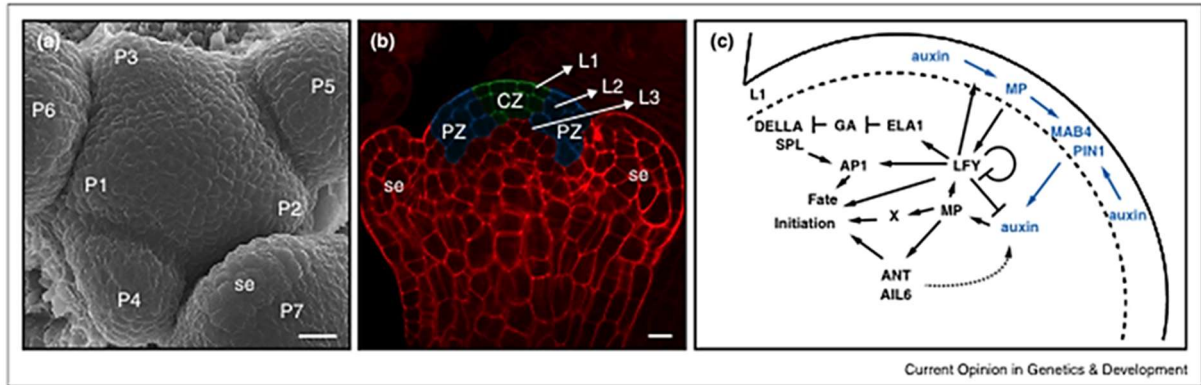 (a)
P3
P5
P6
P1
P2
P4
se
P7
(b)
L1
CZ
L2
L3
PZ
PZ
se
se
(c)
auxin
L1
MP
DELLA GA ELA1
MAB4
SPL
PIN1
AP1
LFY
Fate
Initiation
X
MP
auxin
auxin
ANT
AIL6
Current Opinion in Genetics & Development